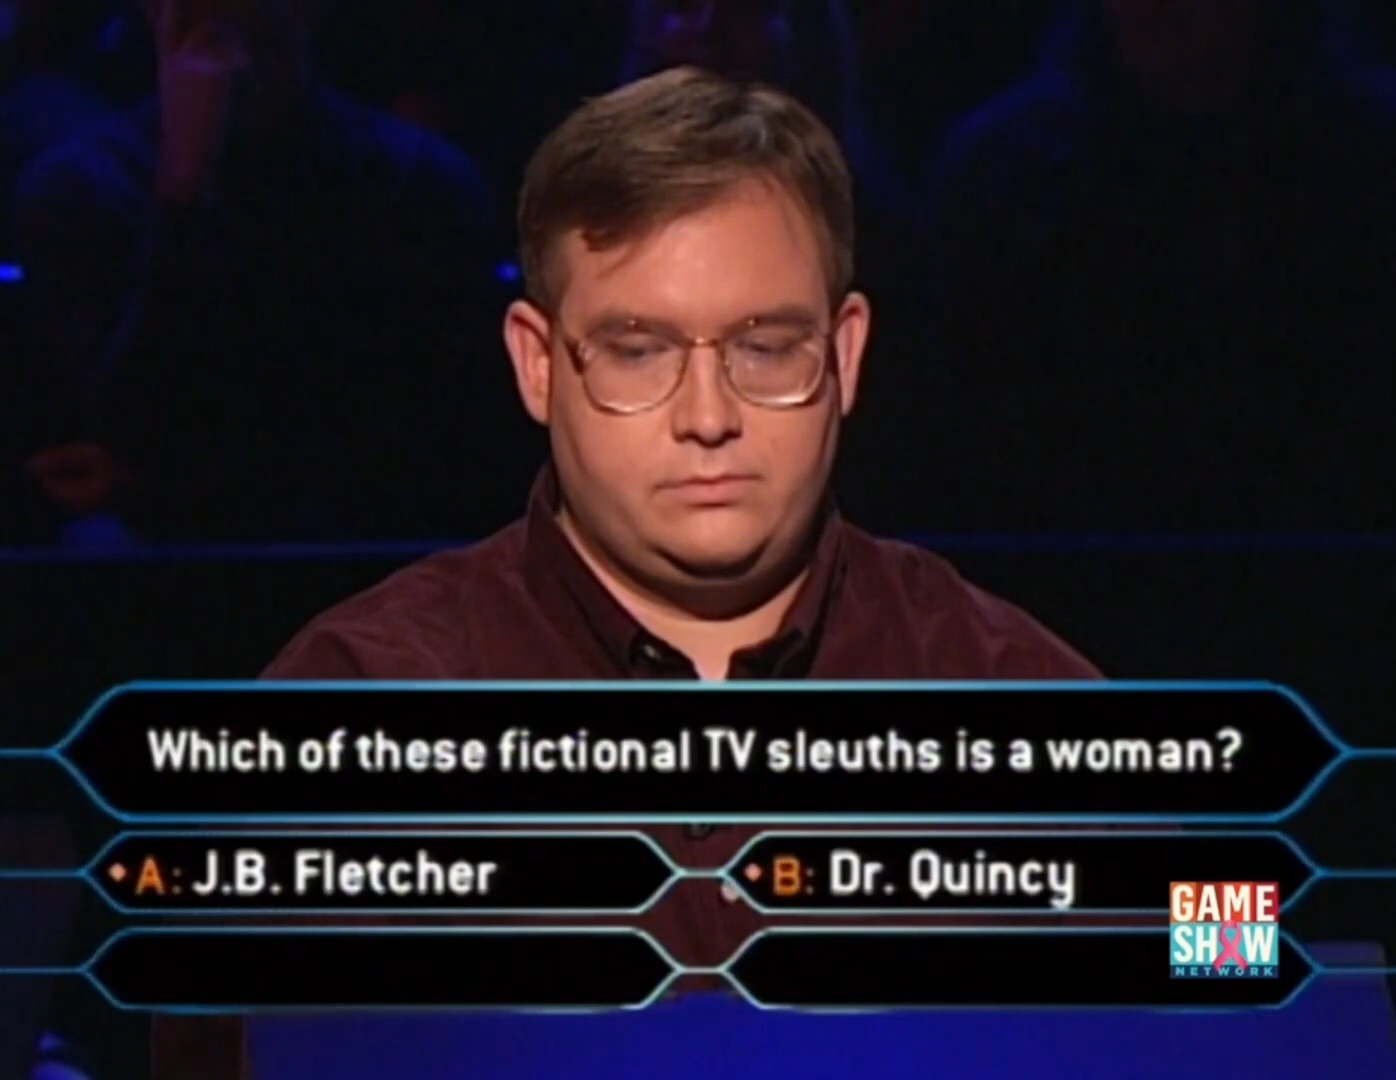 Which of these fictional TV sleuths is a woman?
A: J.B. Fletcher
B: Dr. Quincy
GAME
SHOW
NETWORK